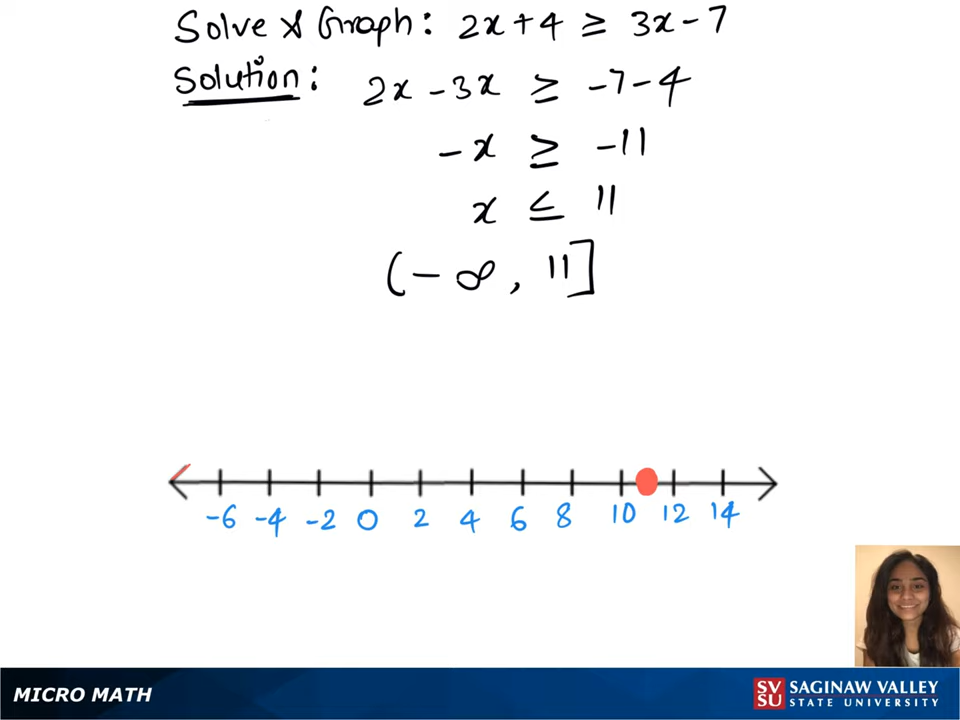 Solve & Graph: 2x + 4 ≥ 3x - 7
Solution: 2x - 3x ≥ -7 - 4
-x ≥ -11
x ≤ 11
(-∞, 11]
-6 -4 -2 0 2 4 6 8 10 12 14
MICRO MATH
SVSU SAGINAW VALLEY
STATE UNIVERSITY